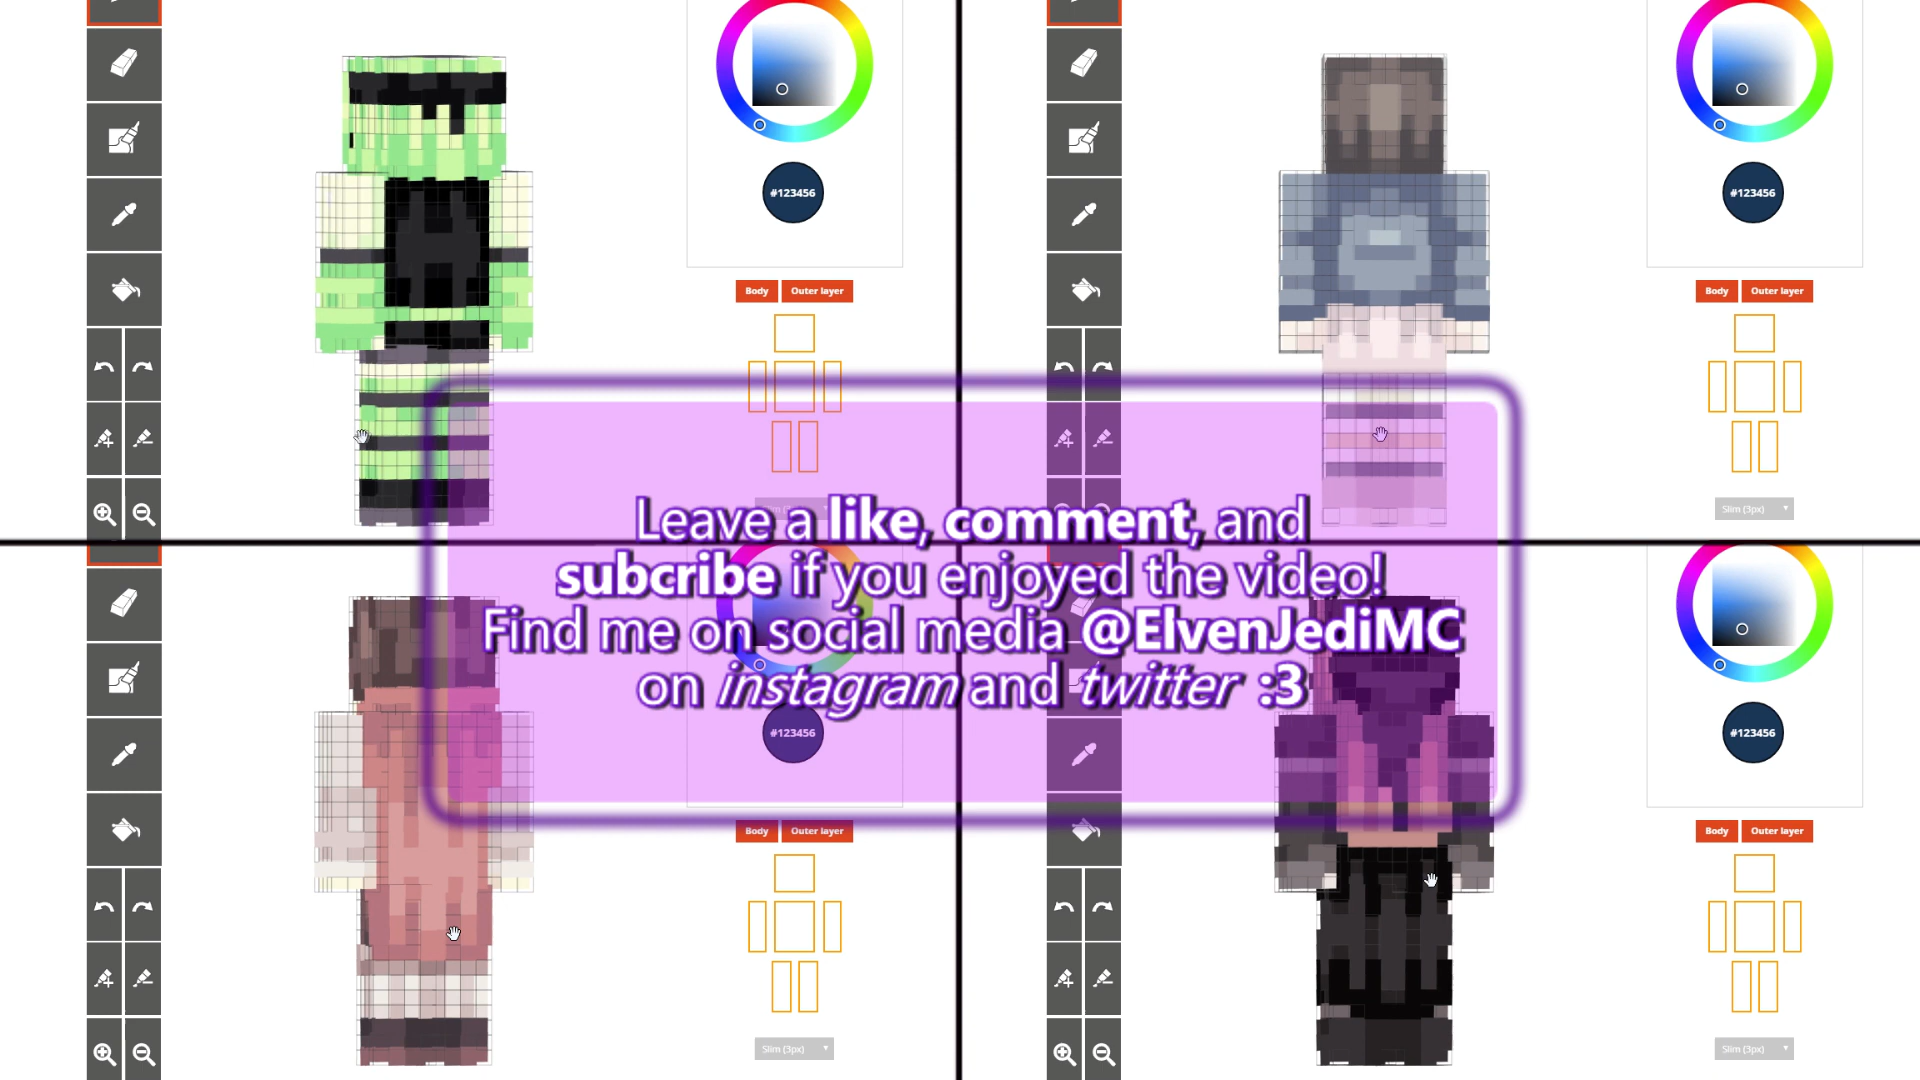 #123456
#123456
Body Outer layer
Body Outer layer
Slim (3px)
Leave a like, comment, and
subcribe if you enjoyed the video!
Find me on social media @ElvenJediMC
on instagram and twitter :3
#123456
#123456
Body Outer layer
Body Outer layer
Slim (3px)
Slim (3px)